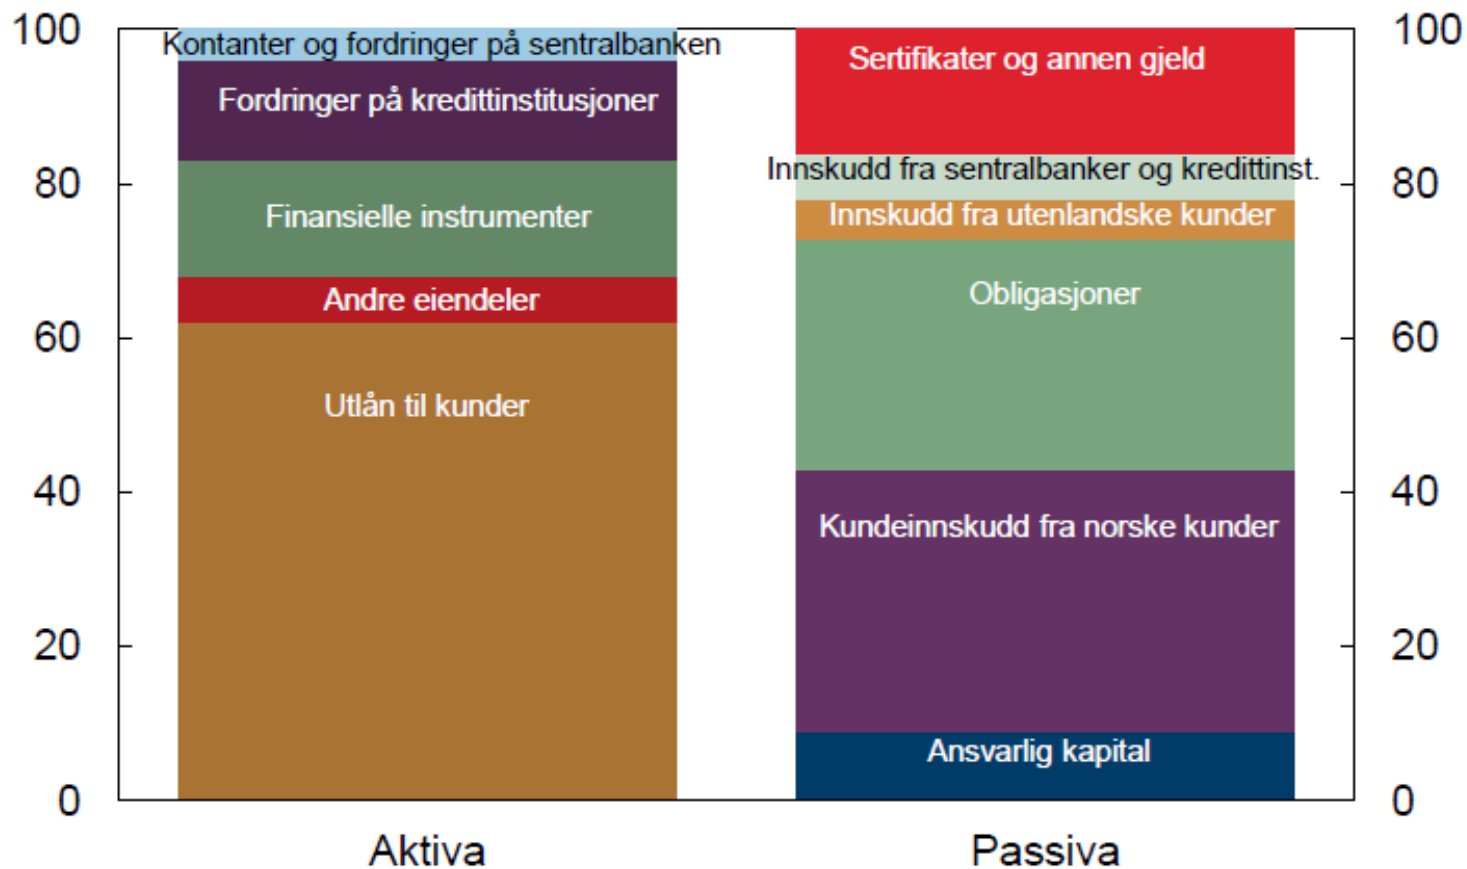 100
80
60
40
20
0
Kontanter og fordringer på sentralbanken
Fordringer på kredittinstitusjoner
Finansielle instrumenter
Andre eiendeler
Utlån til kunder
Sertifikater og annen gjeld
Innskudd fra sentralbanker og kredittinst.
Innskudd fra utenlandske kunder
Obligasjoner
Kundeinnskudd fra norske kunder
Ansvarlig kapital
100
80
60
40
20
0
Aktiva
Passiva